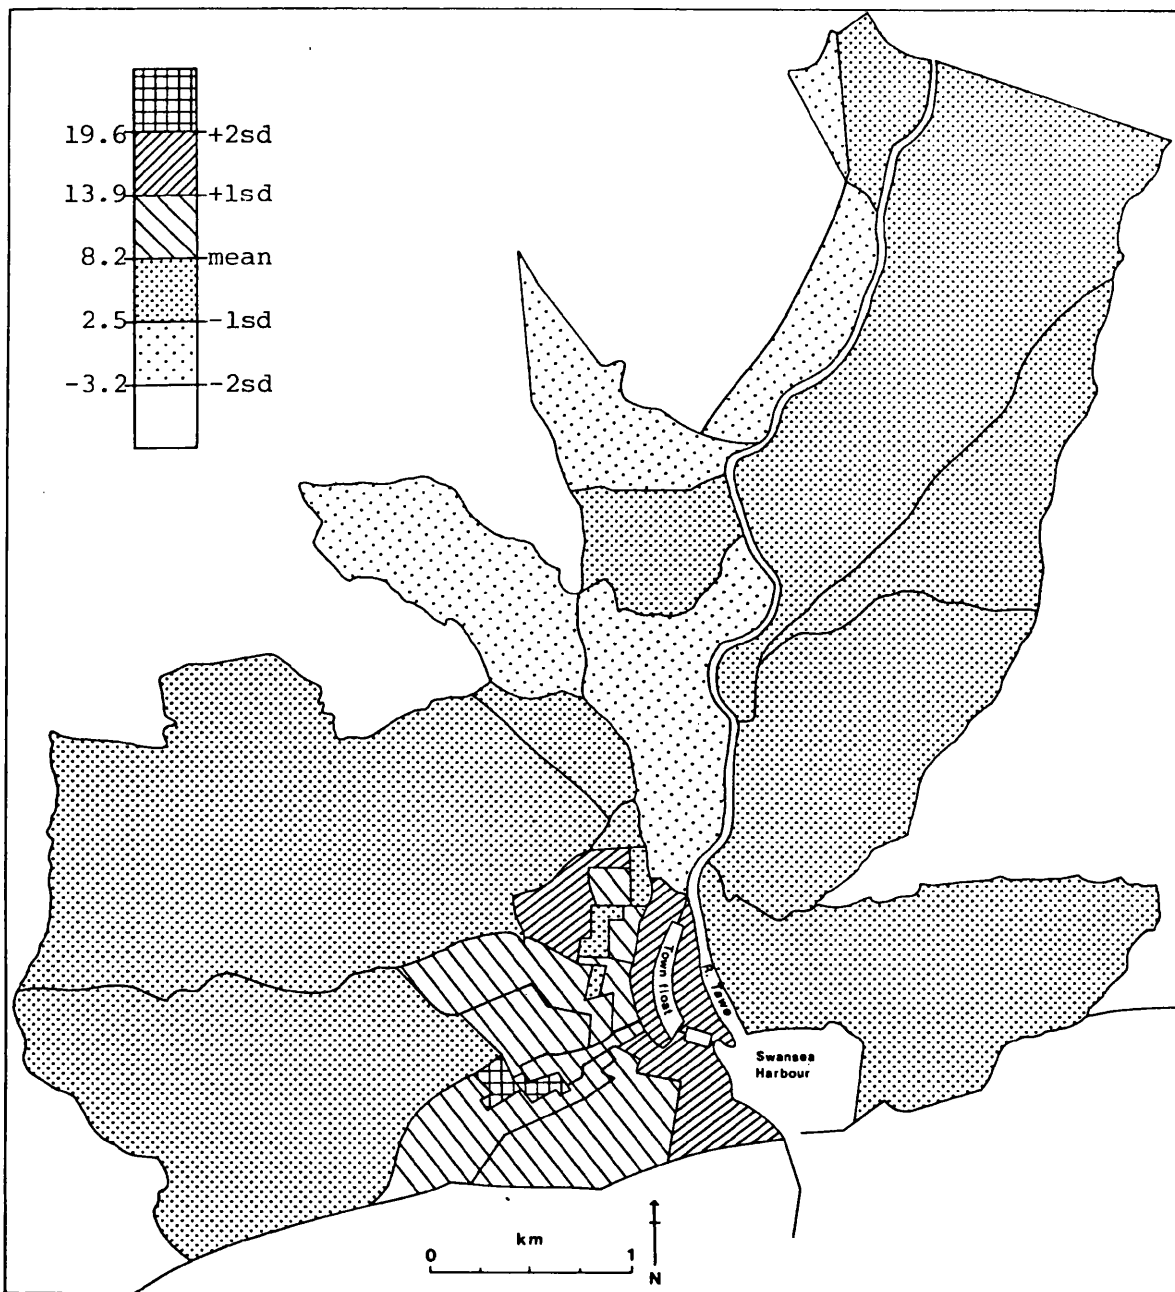 19.6 +2sd
13.9 +1sd
8.2 mean
2.5 -1sd
-3.2 -2sd
Town float
R. Tawe
Swansea
Harbour
km
0 1
N